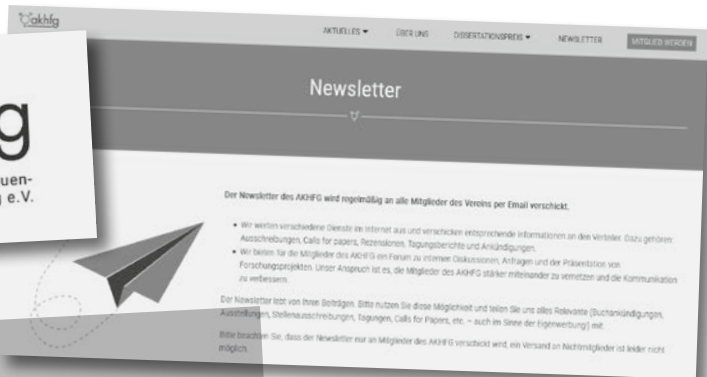 akhfg
AKTUELLES ÜBER UNS DISSERTATIONSPREIS NEWSLETTER MITGLIED WERDEN
Newsletter
g
uen-
g e.V.
Der Newsletter des AKHFG wird regelmäßig an alle Mitglieder des Vereins per Email verschickt.
Wir werten verschiedene Dienste im Internet aus und verschicken entsprechende Informationen an den Verteiler. Dazu gehören:
Ausschreibungen, Calls for papers, Rezensionen, Tagungsberichte und Ankündigungen.
Wir bieten für die Mitglieder des AKHFG ein Forum zu internen Diskussionen, Anfragen und der Präsentation von
Forschungsprojekten. Unser Anspruch ist es, die Mitglieder des AKHFG stärker miteinander zu vernetzen und die Kommunikation
zu verbessern.
Der Newsletter lebt von Ihren Beiträgen. Bitte nutzen Sie diese Möglichkeit und teilen Sie uns alles Relevante (Buchankündigungen,
Ausstellungen, Stellenausschreibungen, Tagungen, Calls for Papers, etc. – auch im Sinne der Eigenwerbung!) mit.
Bitte beachten Sie, dass der Newsletter nur an Mitglieder des AKHFG verschickt wird, ein Versand an Nichtmitglieder ist leider nicht
möglich.